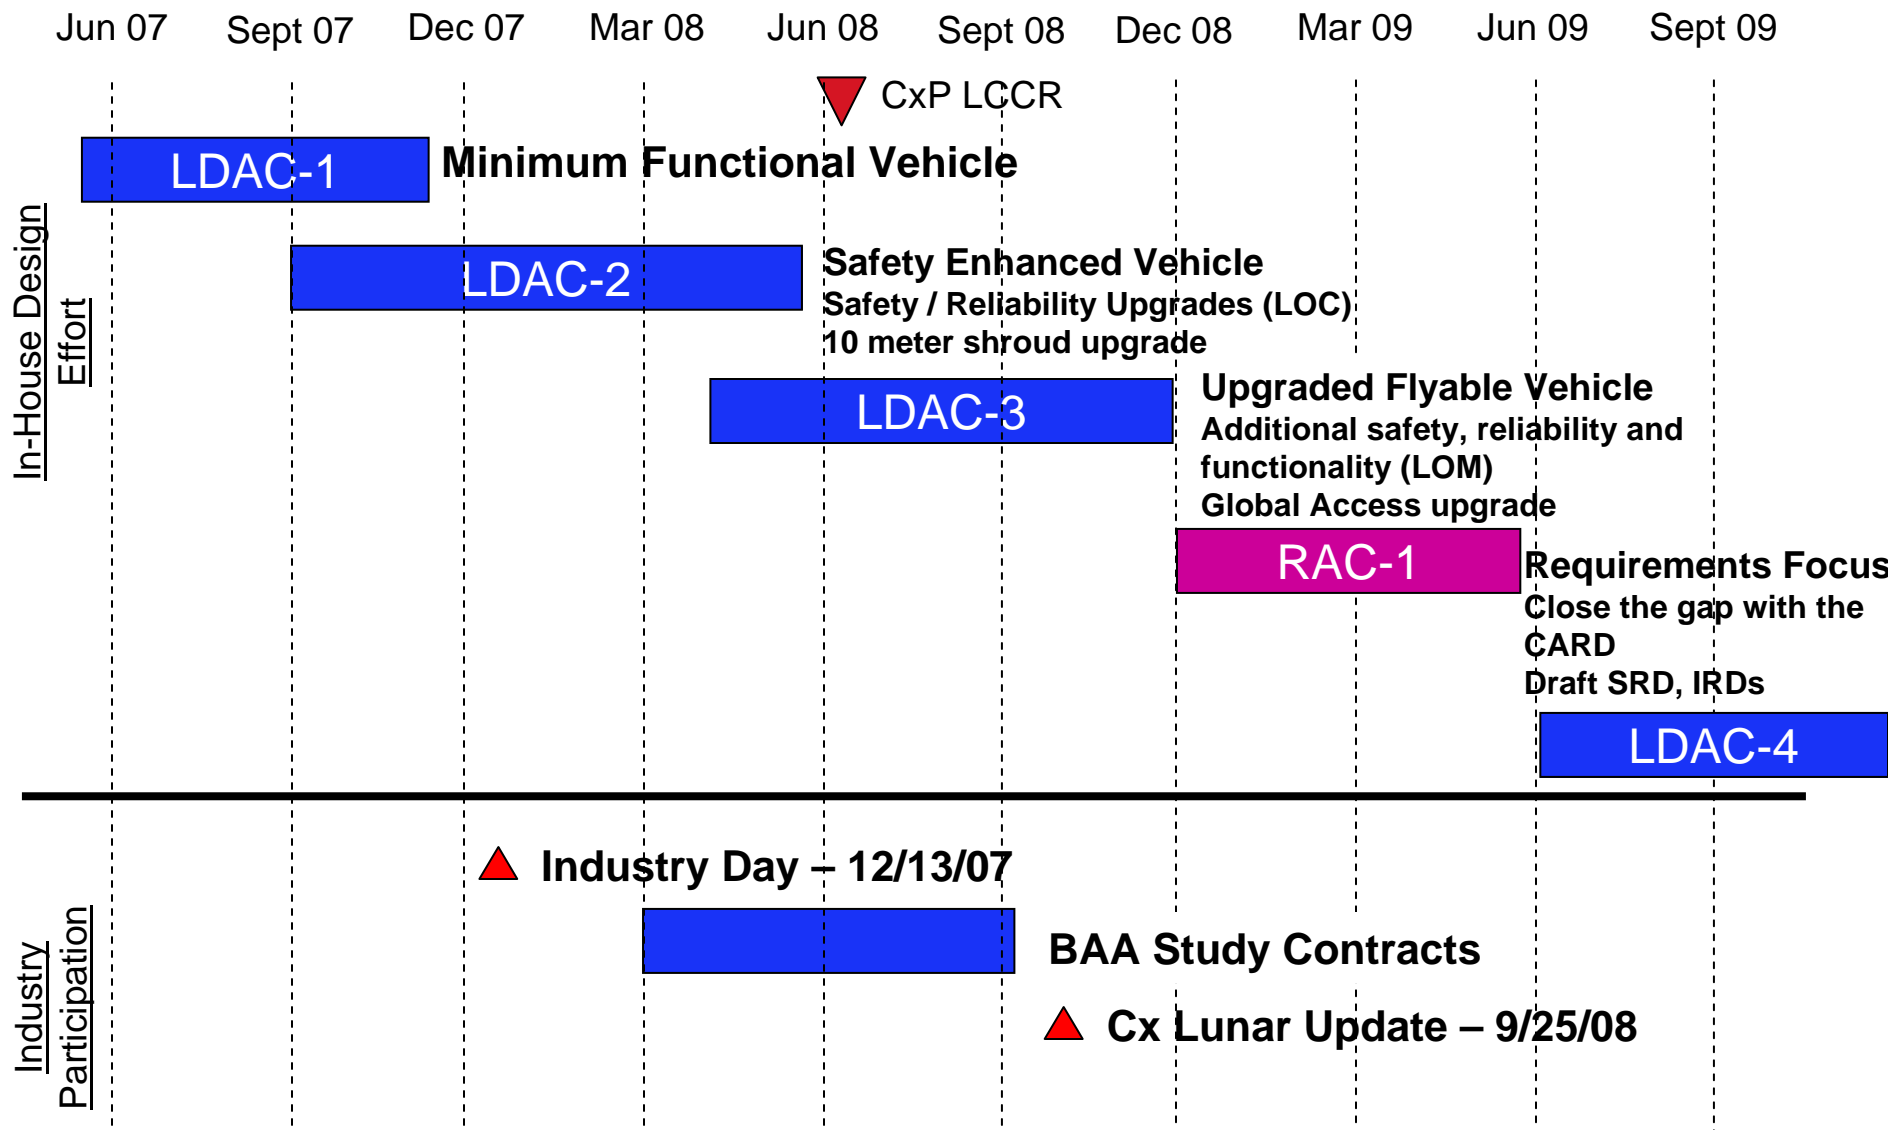 Jun 07 Sept 07 Dec 07 Mar 08 Jun 08 Sept 08 Dec 08 Mar 09 Jun 09 Sept 09
CxP LCCR
In-House Design
Effort
LDAC-1
Minimum Functional Vehicle
LDAC-2
Safety Enhanced Vehicle
Safety / Reliability Upgrades (LOC)
10 meter shroud upgrade
LDAC-3
Upgraded Flyable Vehicle
Additional safety, reliability and
functionality (LOM)
Global Access upgrade
RAC-1
Requirements Focus
Close the gap with the
CARD
Draft SRD, IRDs
LDAC-4
Industry
Participation
Industry Day – 12/13/07
BAA Study Contracts
Cx Lunar Update – 9/25/08